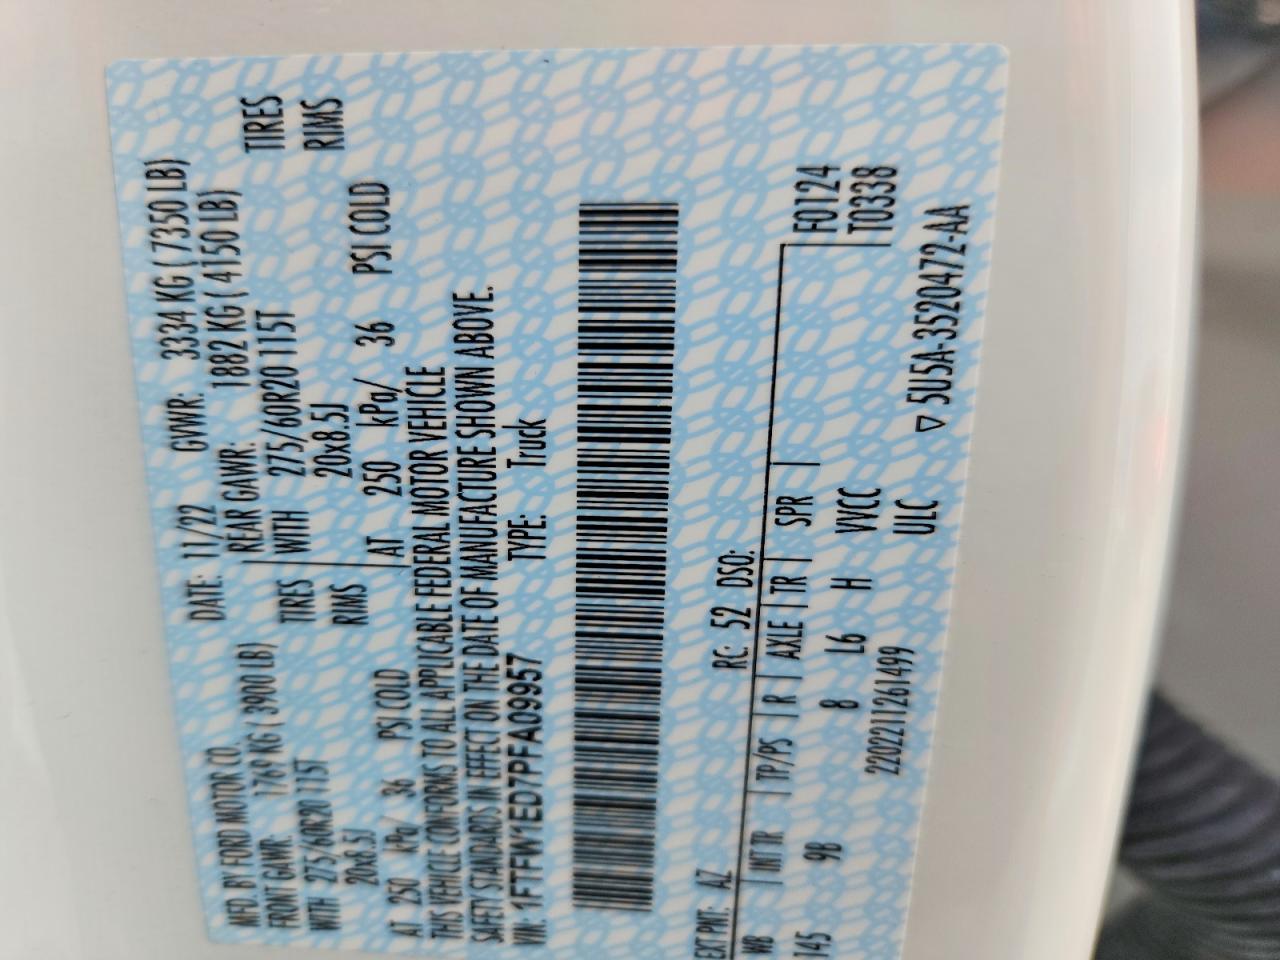 MFD. BY FORD MOTOR CO.
DATE: 11/22 GVWR: 3334 KG ( 7350 LB)
FRONT GAWR: 1769 KG ( 3900 LB) REAR GAWR: 1882 KG ( 4150 LB)
WITH 275/60R20 115T TIRES WITH 275/60R20 115T TIRES
20x8.5J RIMS 20x8.5J RIMS
AT 250 kPa/ 36 PSI COLD AT 250 kPa/ 36 PSI COLD
THIS VEHICLE CONFORMS TO ALL APPLICABLE FEDERAL MOTOR VEHICLE
SAFETY STANDARDS IN EFFECT ON THE DATE OF MANUFACTURE SHOWN ABOVE.
VIN: 1FTFW1ED7PFA09957 TYPE: Truck
EXT PNT: AZ RC: 52 DSO:
WB INT TR TP/PS R AXLE TR SPR F0124
145 9B 8 L6 H VVCC T0338
2202211261499 ULC ▽ 5U5A-3520472-AA